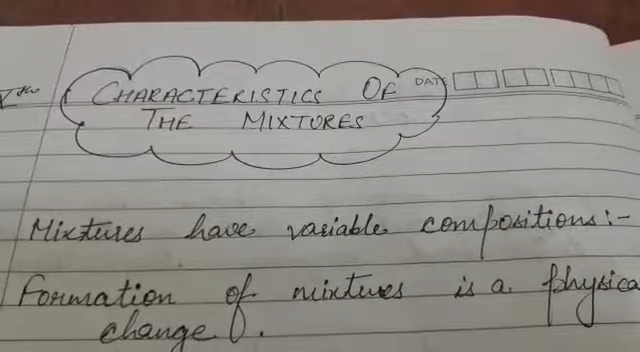 CHARACTERISTICS OF
THE MIXTURES
DATE
Mixtures have variable compositions:-
Formation of mixtures is a physica
change.